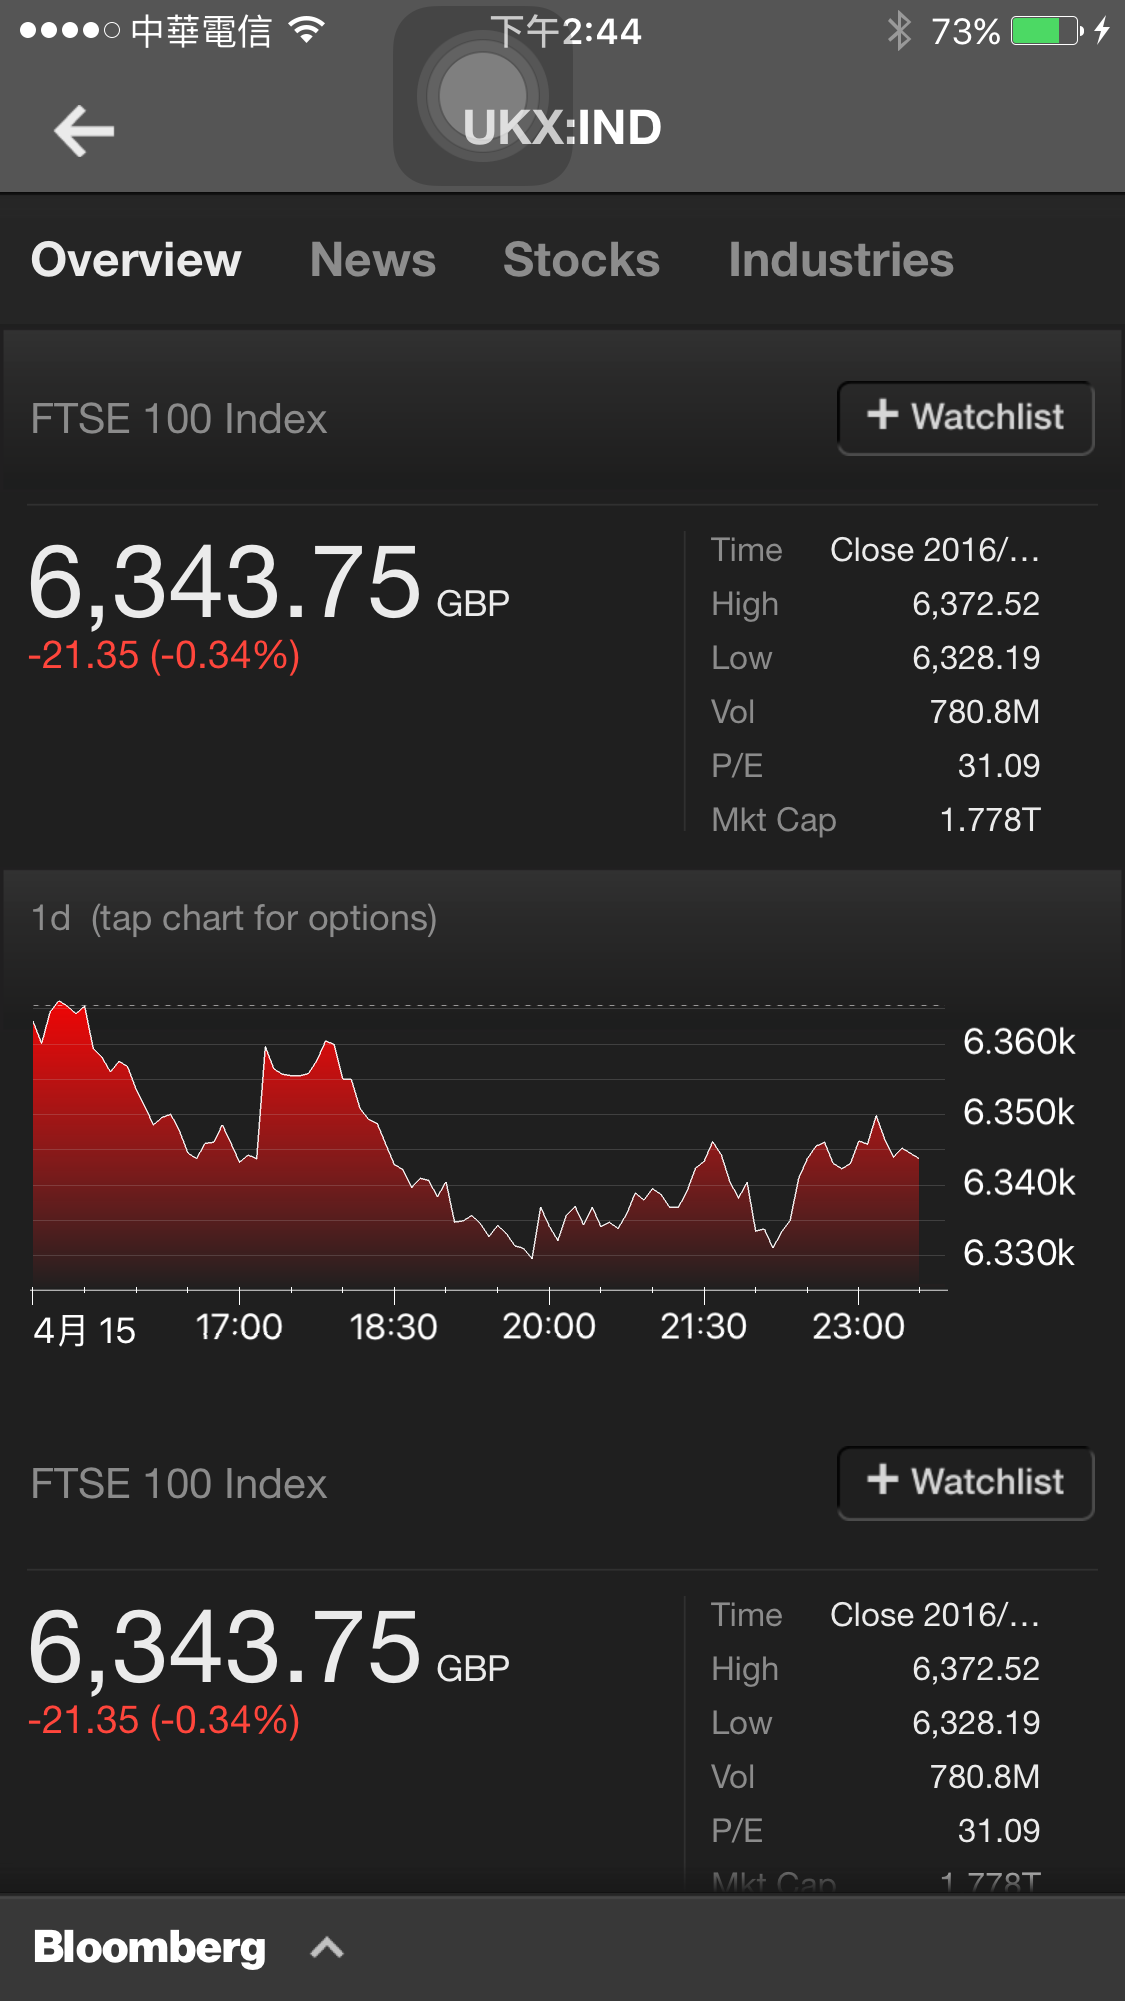 中華電信 下午2:44 73%
UKX:IND
Overview News Stocks Industries
FTSE 100 Index + Watchlist
6,343.75 GBP
-21.35 (-0.34%)
Time Close 2016/...
High 6,372.52
Low 6,328.19
Vol 780.8M
P/E 31.09
Mkt Cap 1.778T
1d (tap chart for options)
6.360k
6.350k
6.340k
6.330k
4月 15 17:00 18:30 20:00 21:30 23:00
FTSE 100 Index + Watchlist
6,343.75 GBP
-21.35 (-0.34%)
Time Close 2016/...
High 6,372.52
Low 6,328.19
Vol 780.8M
P/E 31.09
Mkt Cap 1.778T
Bloomberg